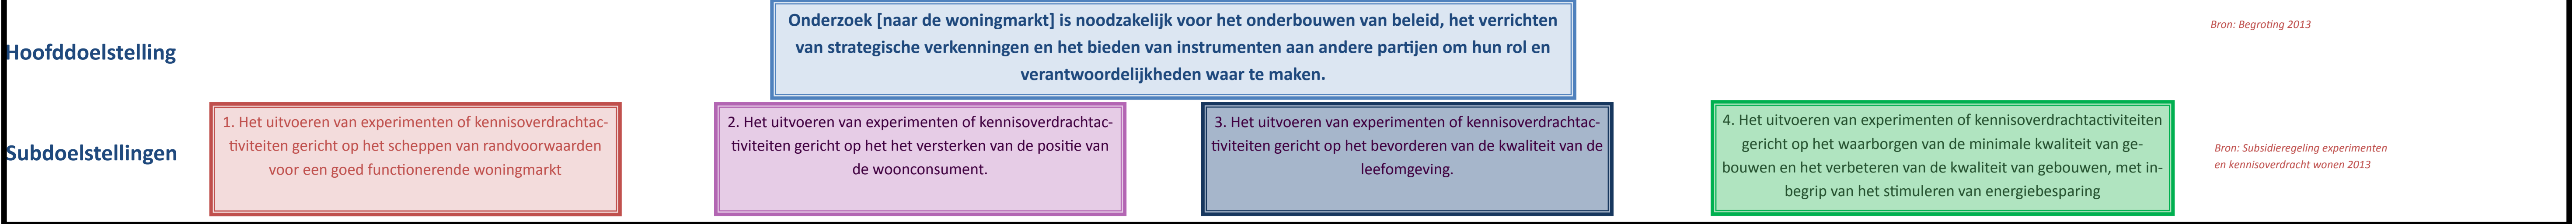 Hoofddoelstelling
Onderzoek [naar de woningmarkt] is noodzakelijk voor het onderbouwen van beleid, het verrichten
van strategische verkenningen en het bieden van instrumenten aan andere partijen om hun rol en
verantwoordelijkheden waar te maken.
Bron: Begroting 2013
Subdoelstellingen
1. Het uitvoeren van experimenten of kennisoverdrachtac-
tiviteiten gericht op het scheppen van randvoorwaarden
voor een goed functionerende woningmarkt
2. Het uitvoeren van experimenten of kennisoverdrachtac-
tiviteiten gericht op het het versterken van de positie van
de woonconsument.
3. Het uitvoeren van experimenten of kennisoverdrachtac-
tiviteiten gericht op het bevorderen van de kwaliteit van de
leefomgeving.
4. Het uitvoeren van experimenten of kennisoverdrachtactiviteiten
gericht op het waarborgen van de minimale kwaliteit van ge-
bouwen en het verbeteren van de kwaliteit van gebouwen, met in-
begrip van het stimuleren van energiebesparing
Bron: Subsidieregeling experimenten
en kennisoverdracht wonen 2013